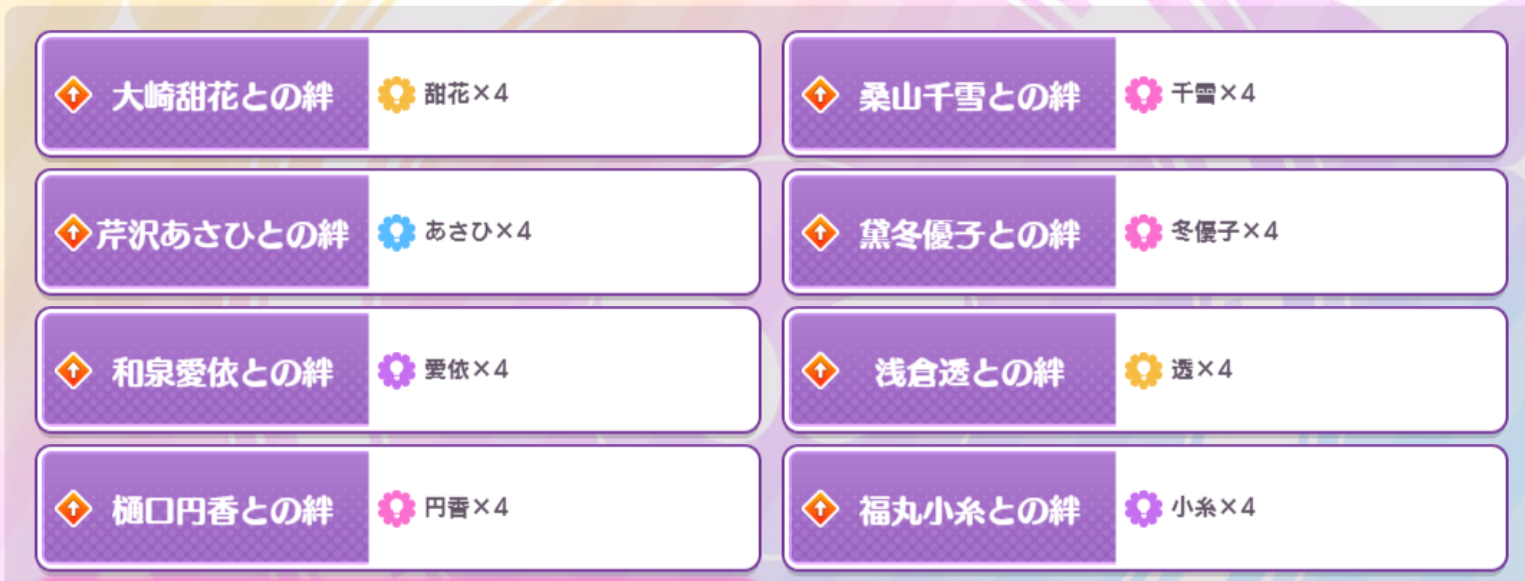 大崎甜花との絆
甜花×4
桑山千雪との絆
千雪×4
芹沢あさひとの絆
あさひ×4
黛冬優子との絆
冬優子×4
和泉愛依との絆
愛依×4
浅倉透との絆
透×4
樋口円香との絆
円香×4
福丸小糸との絆
小糸×4